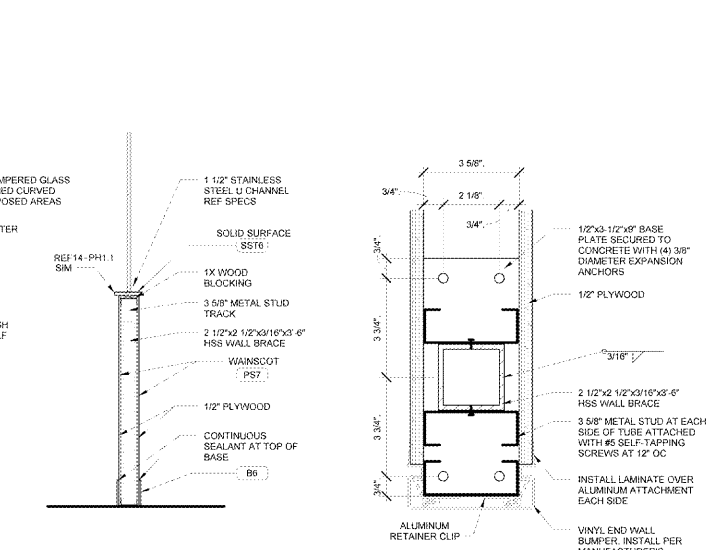 MPERED GLASS
ED CURVED
POSED AREAS
TER
REF14-PH1.1
SIM
SH
1 1/2" STAINLESS
STEEL U CHANNEL
REF SPECS
SOLID SURFACE
SST6
1X WOOD
BLOCKING
3 5/8" METAL STUD
TRACK
2 1/2"x2 1/2"x3/16"x3'-6"
HSS WALL BRACE
WAINSCOT
PS7
1/2" PLYWOOD
CONTINUOUS
SEALANT AT TOP OF
BASE
B6
3 5/8"
3/4"
2 1/8"
3/4"
3/4"
3 3/4"
3 3/4"
3/4"
ALUMINUM
RETAINER CLIP
1/2"x3-1/2"x9" BASE
PLATE SECURED TO
CONCRETE WITH (4) 3/8"
DIAMETER EXPANSION
ANCHORS
1/2" PLYWOOD
3/16"
2 1/2"x2 1/2"x3/16"x3'-6"
HSS WALL BRACE
3 5/8" METAL STUD AT EACH
SIDE OF TUBE ATTACHED
WITH #5 SELF-TAPPING
SCREWS AT 12" OC
INSTALL LAMINATE OVER
ALUMINUM ATTACHMENT
EACH SIDE
VINYL END WALL
BUMPER. INSTALL PER